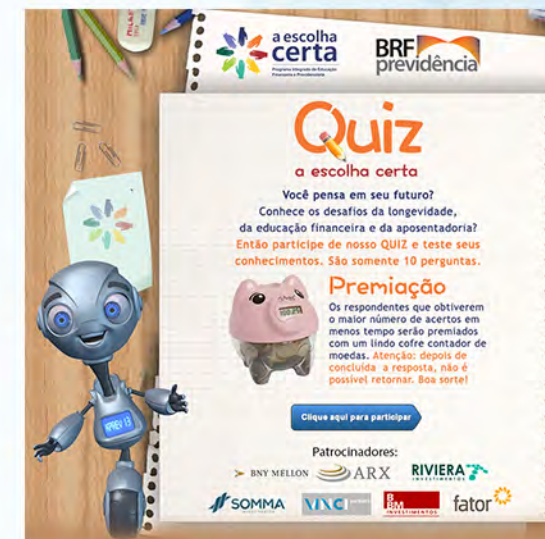 a escolha
certa
Programa Integrado de Educação
Financeira e Previdenciária
BRF
previdência
Quiz
a escolha certa
Você pensa em seu futuro?
Conhece os desafios da longevidade,
da educação financeira e da aposentadoria?
Então participe de nosso QUIZ e teste seus
conhecimentos. São somente 10 perguntas.
Premiação
Os respondentes que obtiverem
o maior número de acertos em
menos tempo serão premiados
com um lindo cofre contador de
moedas. Atenção: depois de
concluída a resposta, não é
possível retornar. Boa sorte!
Clique aqui para participar
Patrocinadores:
BNY MELLON
ARX
RIVIERA
INVESTIMENTOS
SOMMA
VINCI
BBM
INVESTIMENTOS
fator